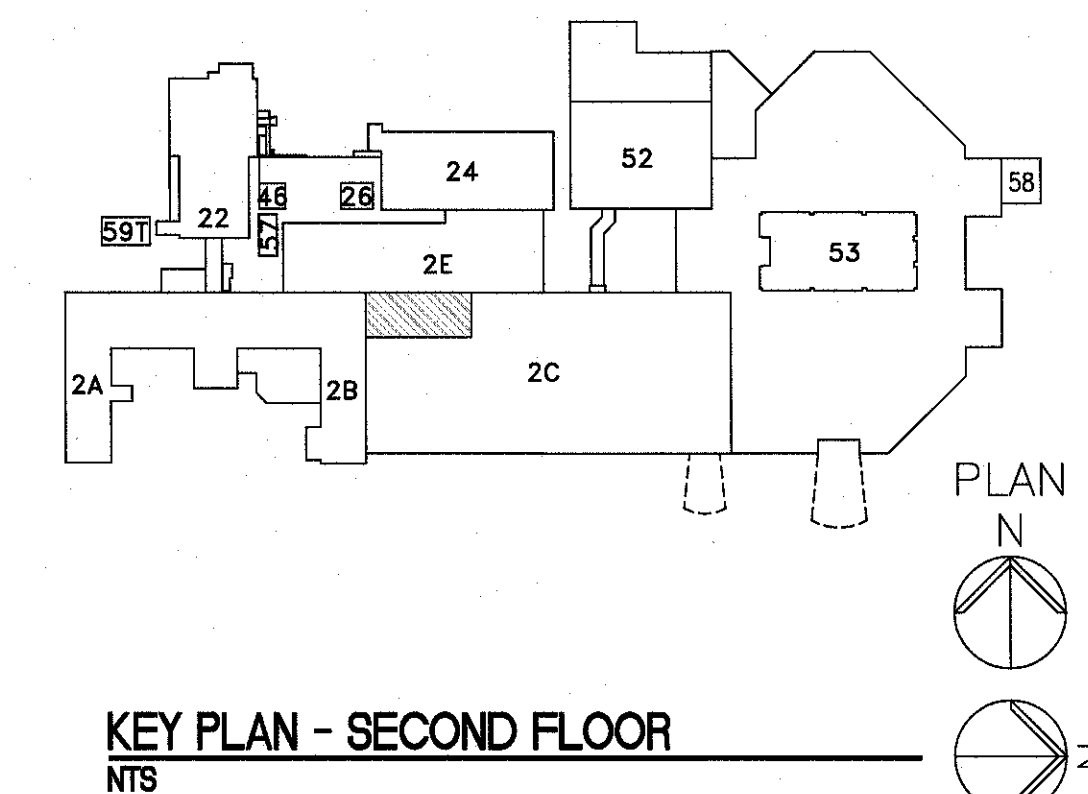 24
52
58
46
26
22
59T
57
53
2E
2A
2B
2C
PLAN
N
KEY PLAN - SECOND FLOOR
NTS
N